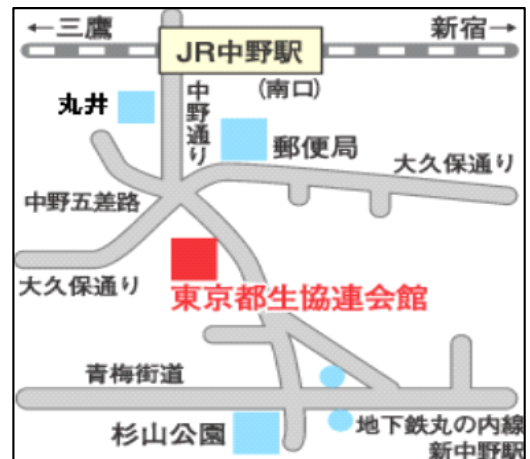 ←三鷹
新宿→
JR中野駅
(南口)
丸井
中野通り
郵便局
大久保通り
中野五差路
大久保通り
東京都生協連会館
青梅街道
杉山公園
地下鉄丸の内線
新中野駅